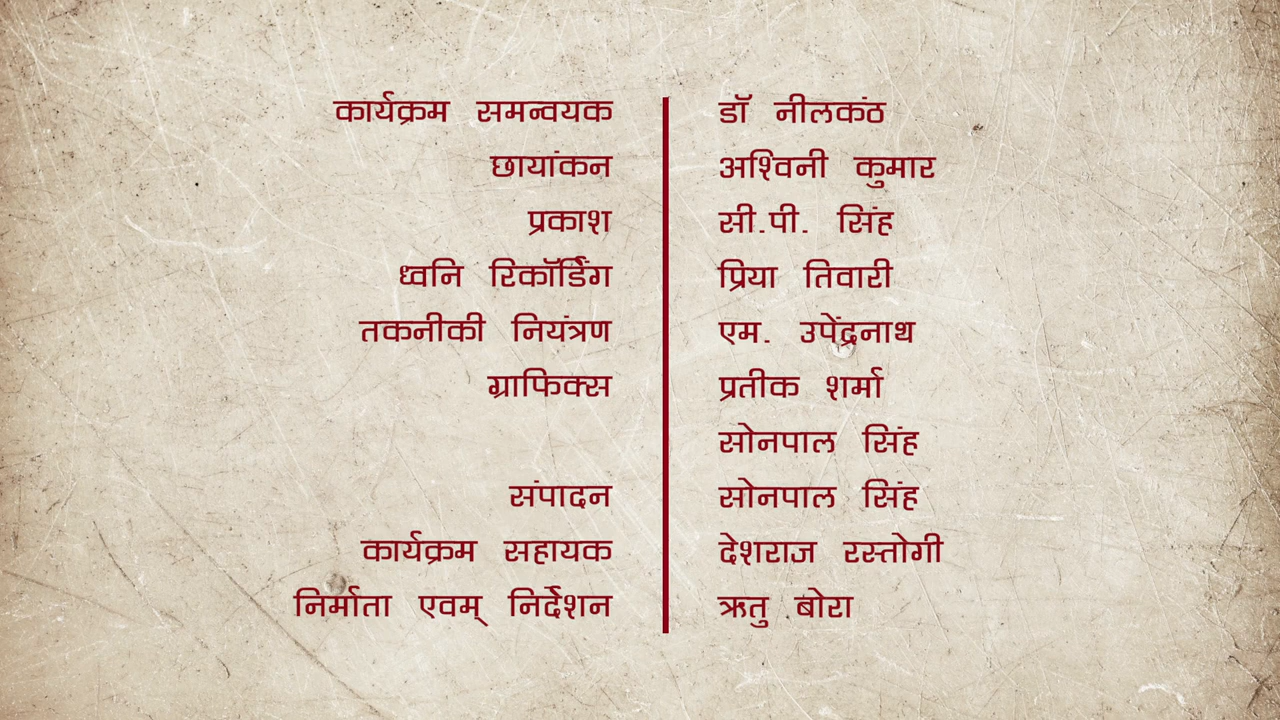 कार्यक्रम समन्वयक डॉ नीलकंठ
छायांकन अश्विनी कुमार
प्रकाश सी.पी. सिंह
ध्वनि रिकॉर्डिंग प्रिया तिवारी
तकनीकी नियंत्रण एम. उपेंद्रनाथ
ग्राफिक्स प्रतीक शर्मा
सोनपाल सिंह
संपादन सोनपाल सिंह
कार्यक्रम सहायक देशराज रस्तोगी
निर्माता एवम् निर्देशन ऋतु बोरा